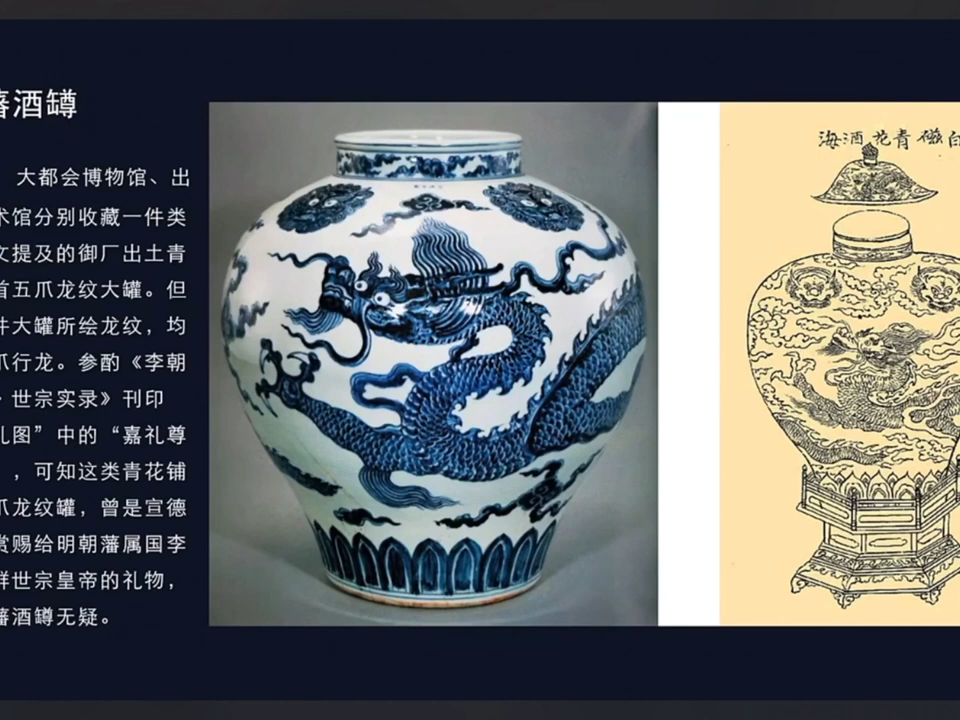 酒罇
大都会博物馆、出
术馆分别收藏一件类
文提及的御厂出土青
首五爪龙纹大罐。但
件大罐所绘龙纹，均
爪行龙。参酌《李朝
世宗实录》刊印
礼图”中的“嘉礼尊
，可知这类青花铺
爪龙纹罐，曾是宣德
赏赐给明朝藩属国李
鲜世宗皇帝的礼物，
酒罇无疑。
海酒花青磁白